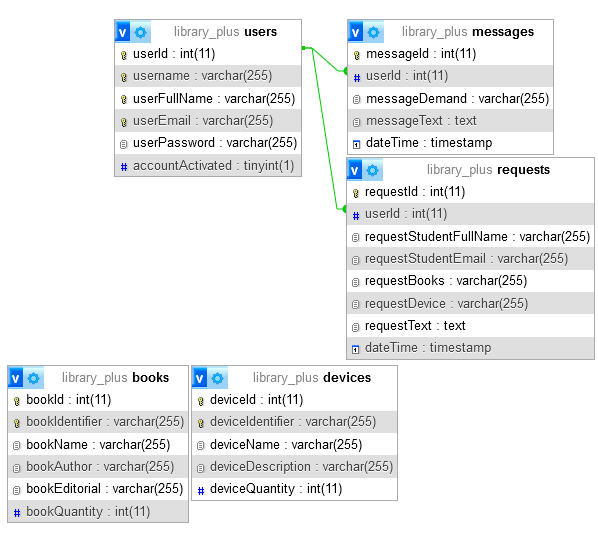 library_plus users
userId : int(11)
username : varchar(255)
userFullName : varchar(255)
userEmail : varchar(255)
userPassword : varchar(255)
accountActivated : tinyint(1)
library_plus messages
messageId : int(11)
userId : int(11)
messageDemand : varchar(255)
messageText : text
dateTime : timestamp
library_plus requests
requestId : int(11)
userId : int(11)
requestStudentFullName : varchar(255)
requestStudentEmail : varchar(255)
requestBooks : varchar(255)
requestDevice : varchar(255)
requestText : text
dateTime : timestamp
library_plus books
bookId : int(11)
bookIdentifier : varchar(255)
bookName : varchar(255)
bookAuthor : varchar(255)
bookEditorial : varchar(255)
bookQuantity : int(11)
library_plus devices
deviceId : int(11)
deviceIdentifier : varchar(255)
deviceName : varchar(255)
deviceDescription : varchar(255)
deviceQuantity : int(11)